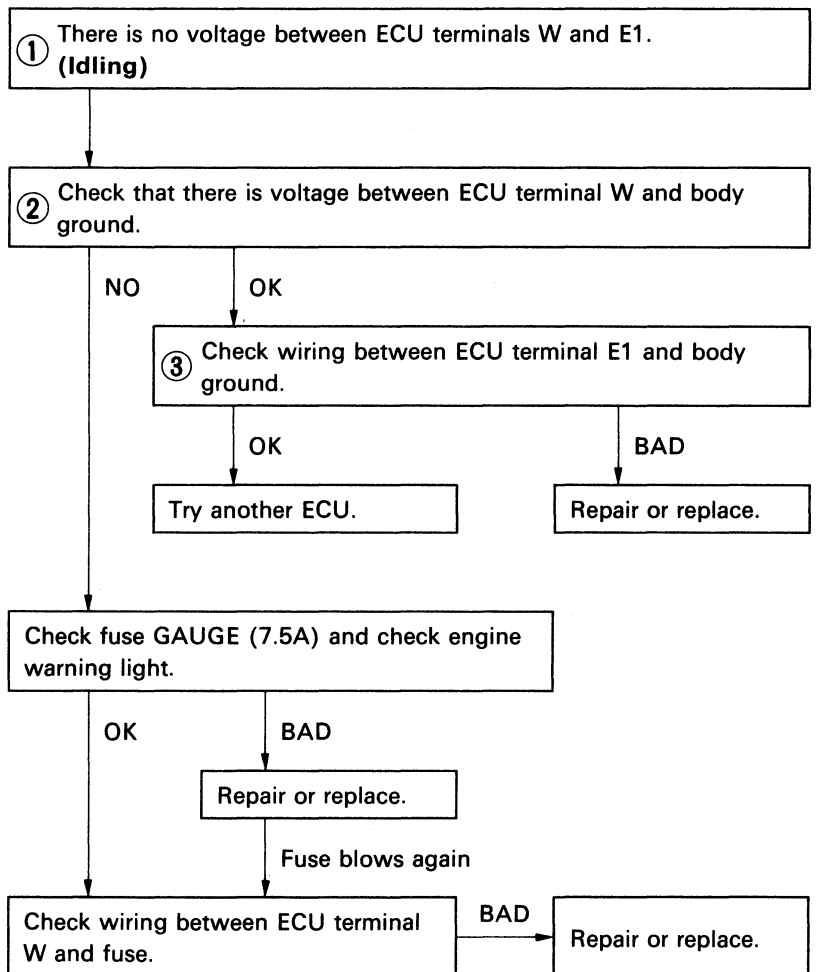 ① There is no voltage between ECU terminals W and E1.
(Idling)
② Check that there is voltage between ECU terminal W and body
ground.
NO
OK
③ Check wiring between ECU terminal E1 and body
ground.
OK
BAD
Try another ECU.
Repair or replace.
Check fuse GAUGE (7.5A) and check engine
warning light.
OK
BAD
Repair or replace.
Fuse blows again
Check wiring between ECU terminal
W and fuse.
BAD
Repair or replace.